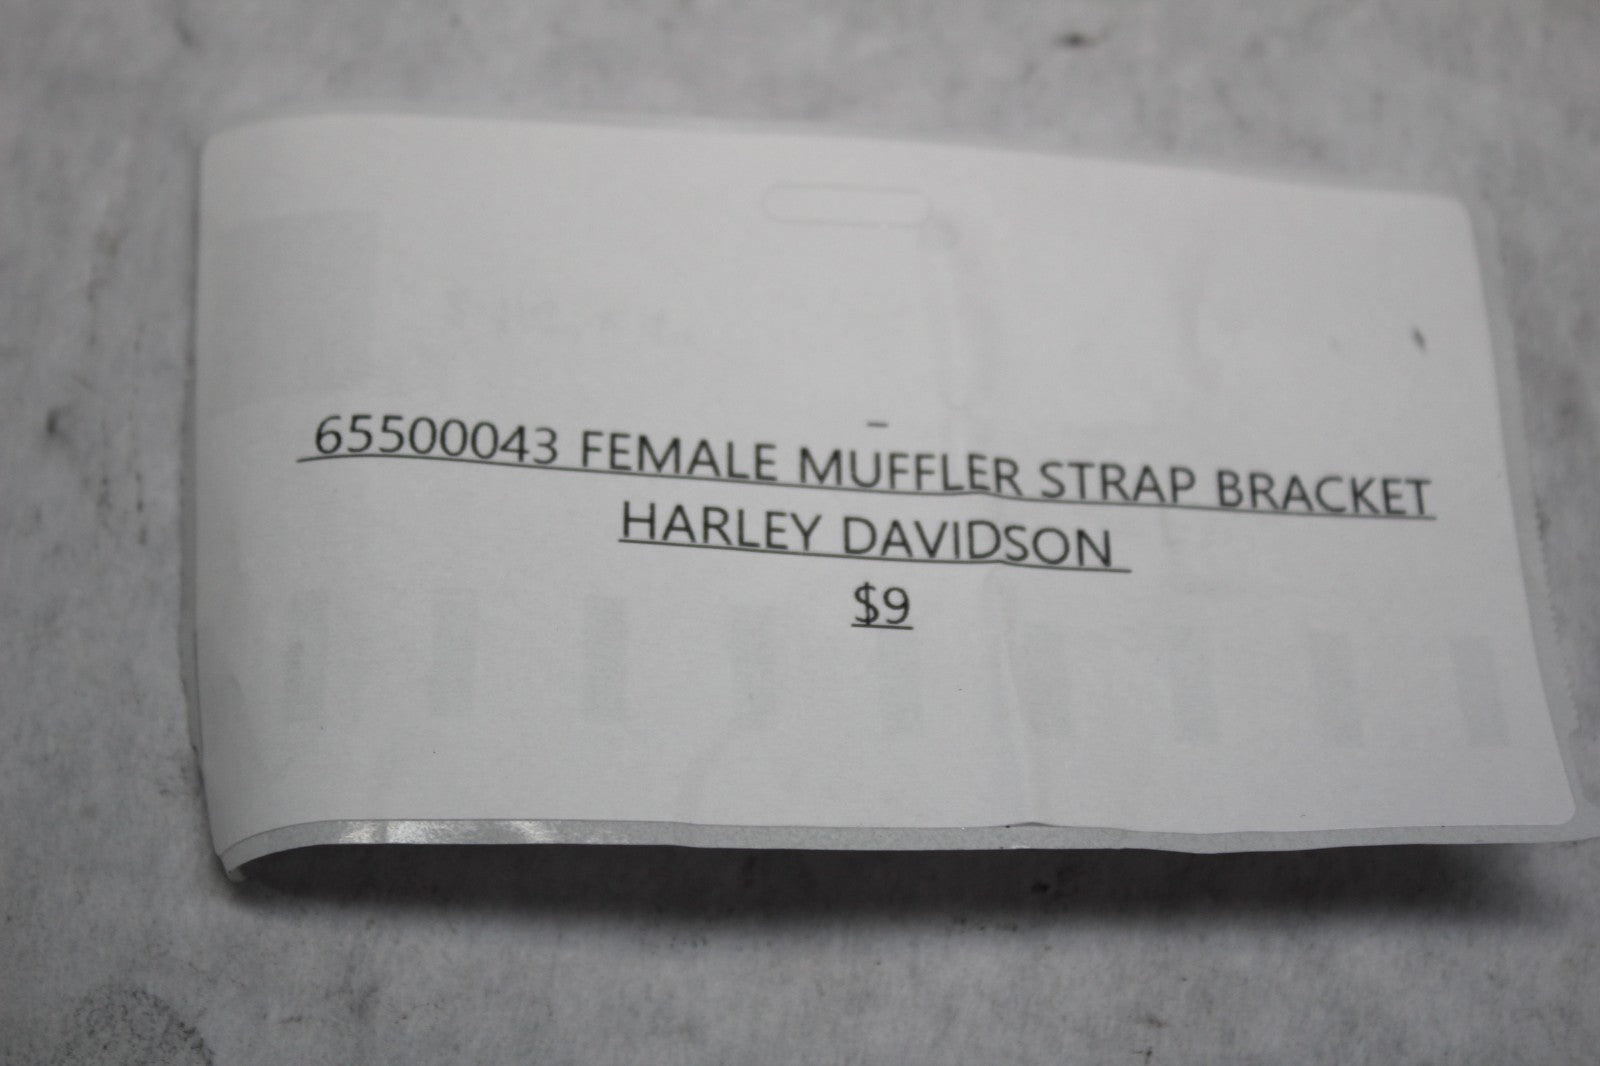 65500043 FEMALE MUFFLER STRAP BRACKET
HARLEY DAVIDSON
$9